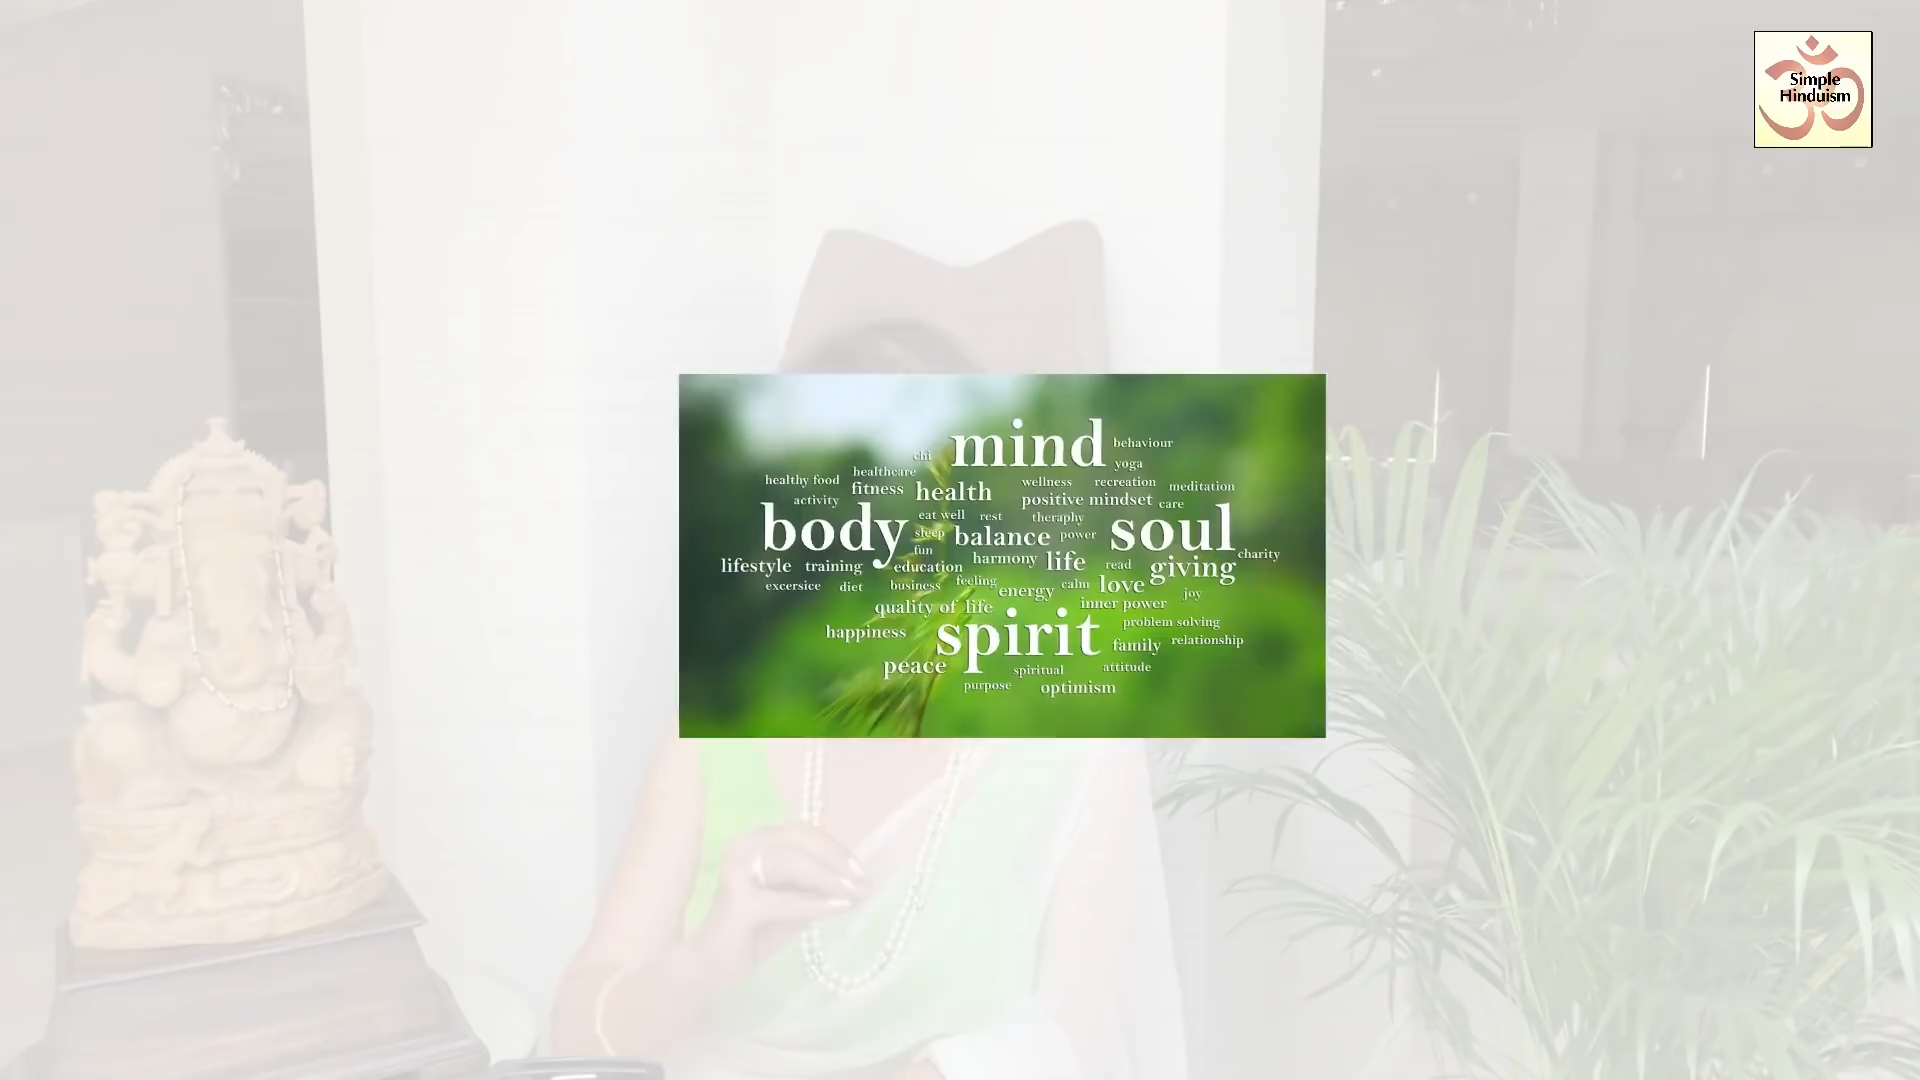 Simple
Hinduism
mind
behaviour
chi
yoga
healthcare
healthy food
wellness
recreation
meditation
fitness
health
activity
positive mindset
care
body
eat well
rest
theraphy
soul
sleep
balance
power
fun
harmony
life
charity
lifestyle
training
education
read
giving
excersice
diet
business
feeling
energy
calm
love
joy
quality of life
inner power
spirit
problem solving
happiness
family
relationship
peace
spiritual
attitude
purpose
optimism